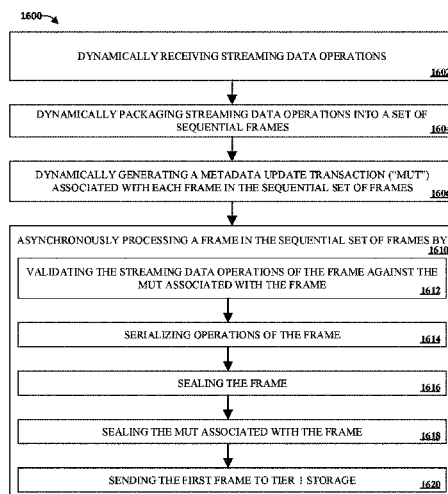 1600
DYNAMICALLY RECEIVING STREAMING DATA OPERATIONS
1602
DYNAMICALLY PACKAGING STREAMING DATA OPERATIONS INTO A SET OF
SEQUENTIAL FRAMES
1604
DYNAMICALLY GENERATING A METADATA UPDATE TRANSACTION ("MUT")
ASSOCIATED WITH EACH FRAME IN THE SEQUENTIAL SET OF FRAMES
1606
ASYNCHRONOUSLY PROCESSING A FRAME IN THE SEQUENTIAL SET OF FRAMES BY
1610
VALIDATING THE STREAMING DATA OPERATIONS OF THE FRAME AGAINST THE
MUT ASSOCIATED WITH THE FRAME
1612
SERIALIZING OPERATIONS OF THE FRAME
1614
SEALING THE FRAME
1616
SEALING THE MUT ASSOCIATED WITH THE FRAME
1618
SENDING THE FIRST FRAME TO TIER 1 STORAGE
1620